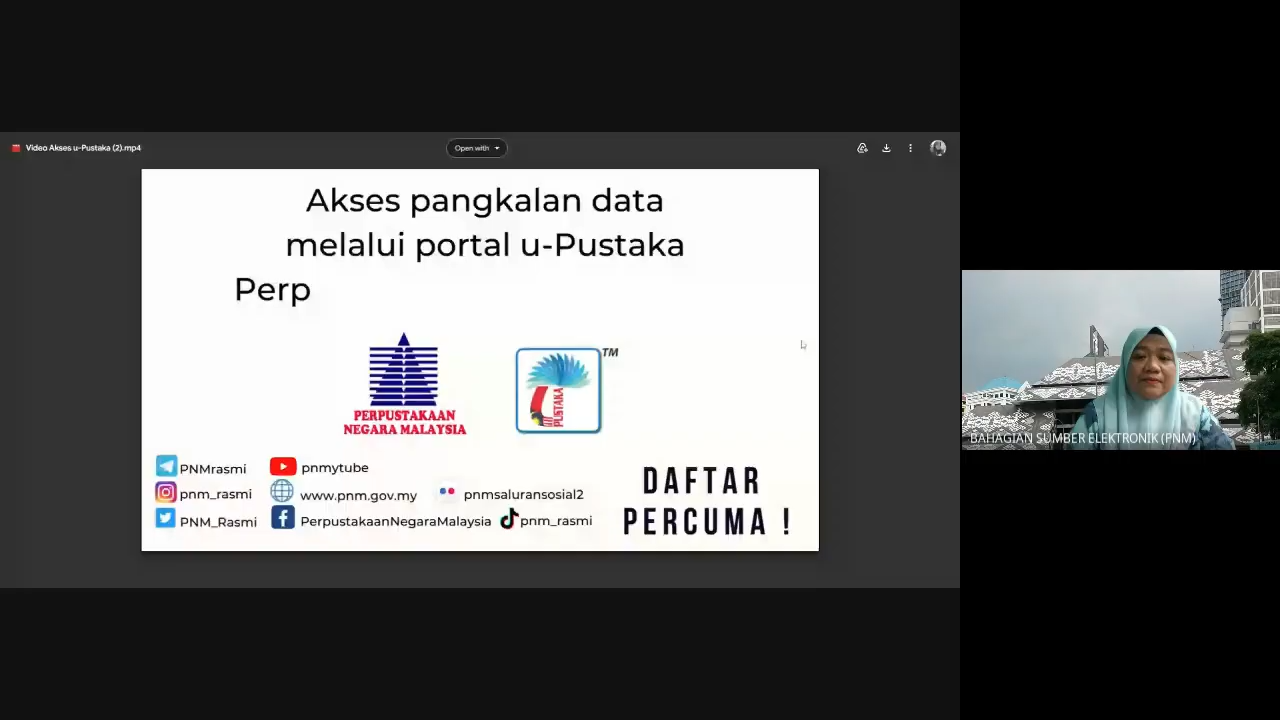 Video Akses u-Pustaka (2).mp4
Open with
Akses pangkalan data
melalui portal u-Pustaka
Perp
PERPUSTAKAAN
NEGARA MALAYSIA
PUSTAKA
TM
PNMrasmi
pnmytube
pnm_rasmi
www.pnm.gov.my
pnmsaluransosial2
PNM_Rasmi
PerpustakaanNegaraMalaysia
pnm_rasmi
DAFTAR
PERCUMA !
BAHAGIAN SUMBER ELEKTRONIK (PNM)